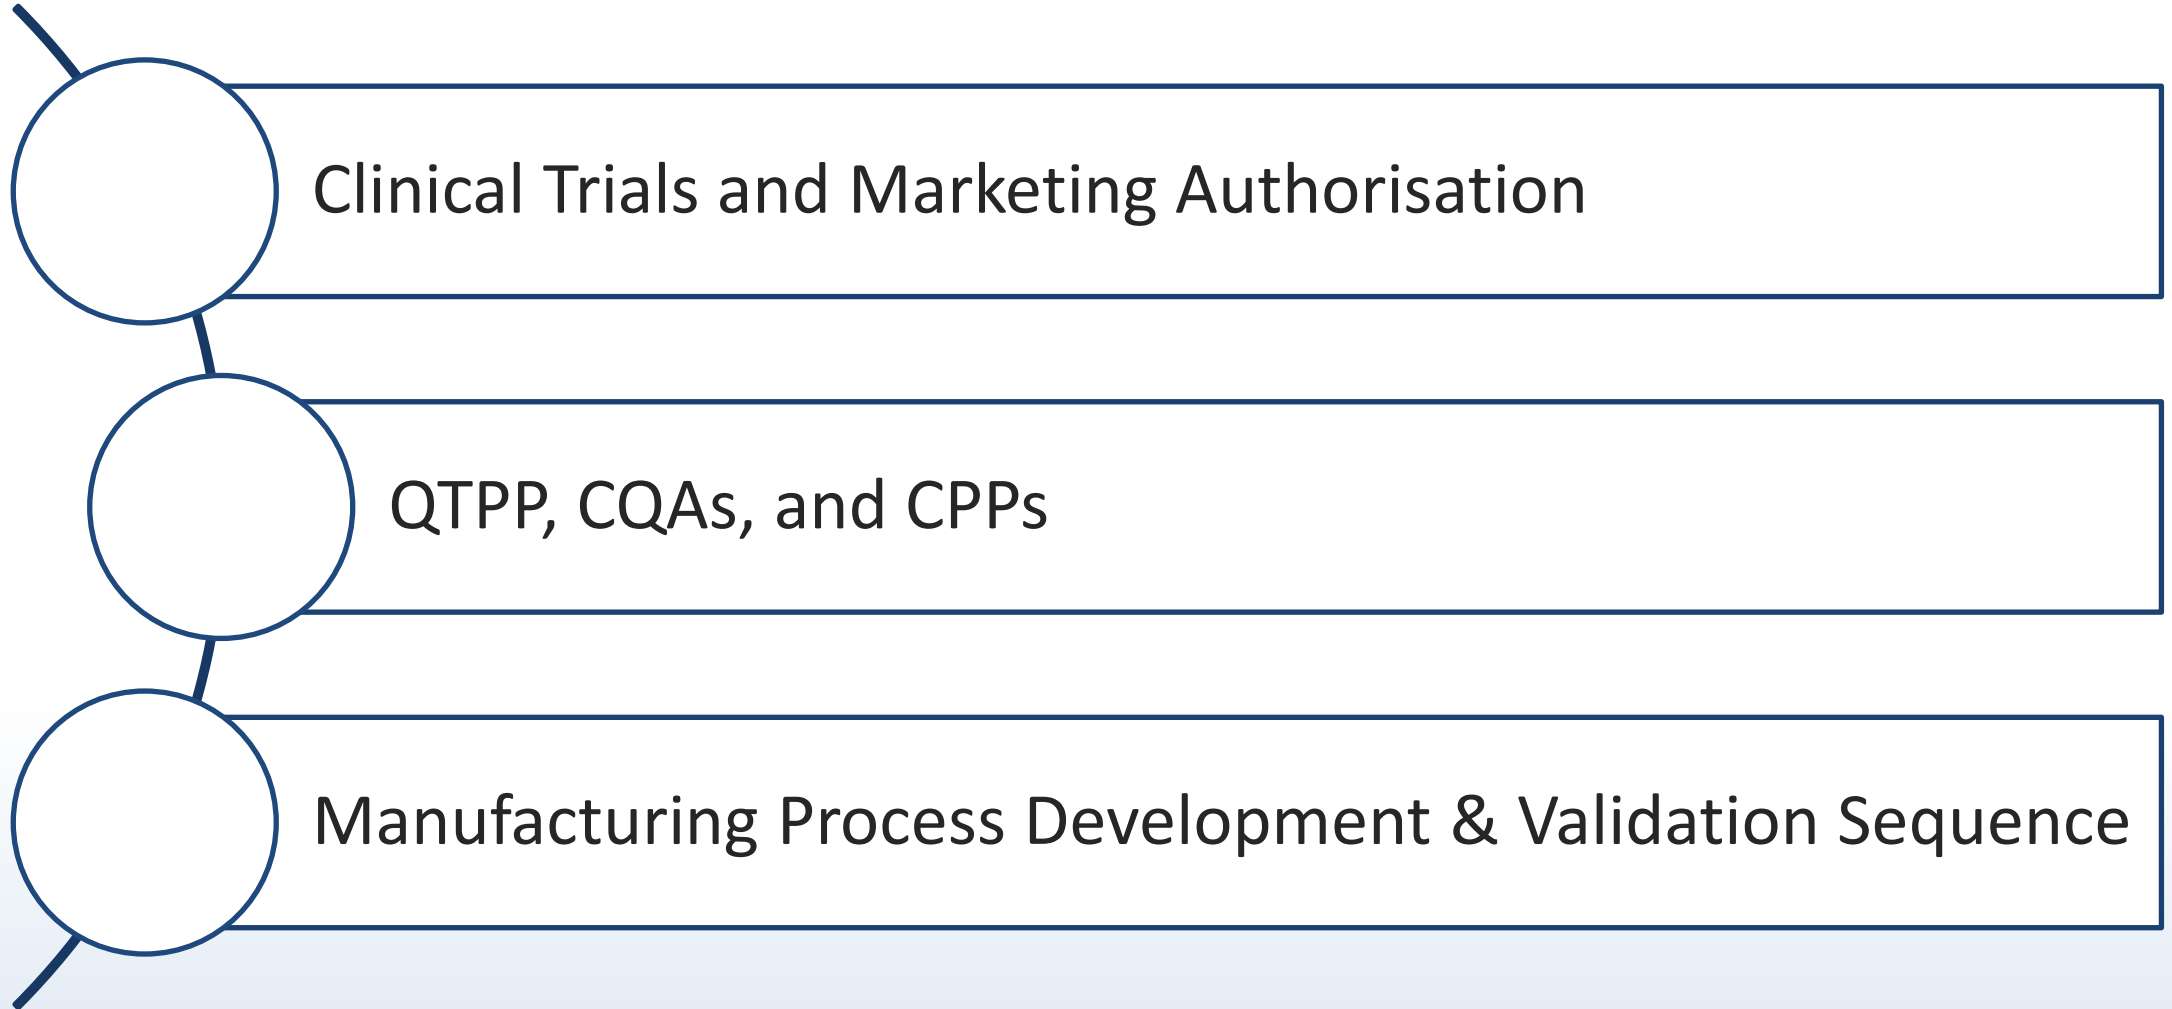 Clinical Trials and Marketing Authorisation
QTPP, CQAs, and CPPs
Manufacturing Process Development & Validation Sequence